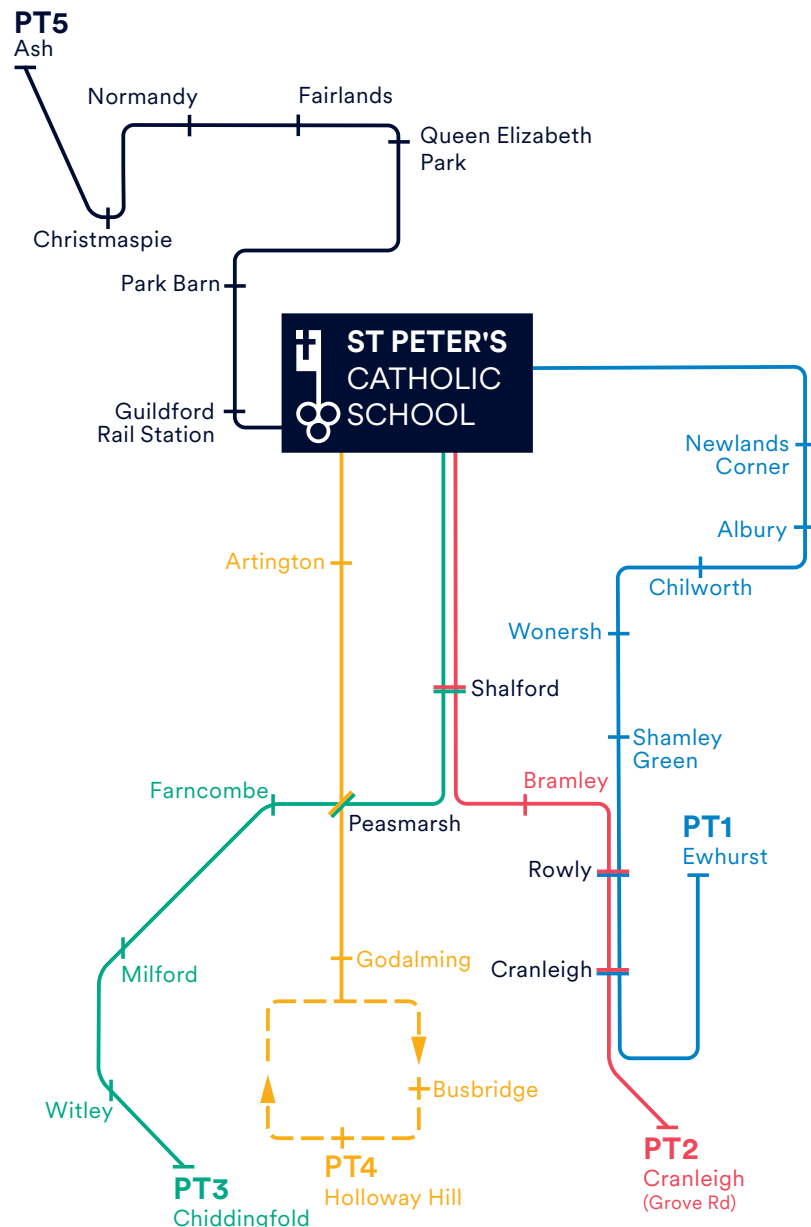 PT5
Ash
Normandy
Fairlands
Queen Elizabeth
Park
Christmaspie
Park Barn
ST PETER'S
CATHOLIC
SCHOOL
Guildford
Rail Station
Newlands
Corner
Albury
Artington
Chilworth
Wonersh
Shalford
Shamley
Green
Farncombe
Bramley
Peasmarsh
PT1
Ewhurst
Rowly
Milford
Godalming
Cranleigh
Witley
Busbridge
PT3
Chiddingfold
PT4
Holloway Hill
PT2
Cranleigh
(Grove Rd)